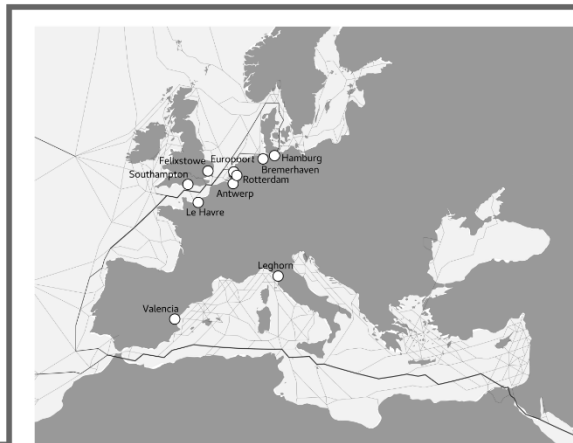 Felixstowe
Europoort
Hamburg
Bremerhaven
Southampton
Rotterdam
Antwerp
Le Havre
Leghorn
Valencia